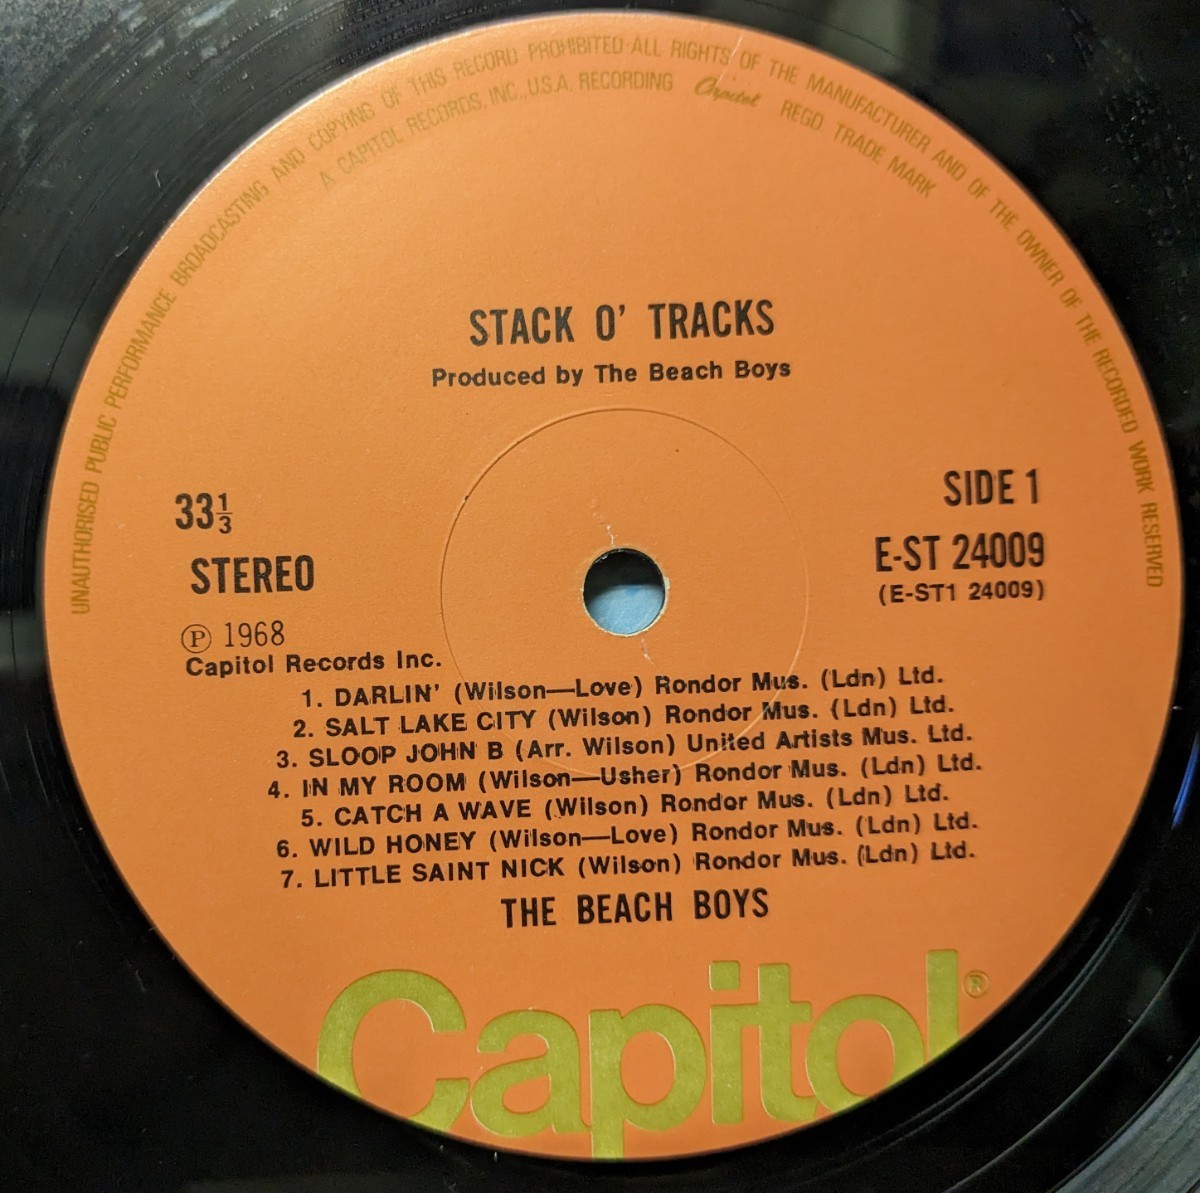 UNAUTHORISED PUBLIC PERFORMANCE BROADCASTING AND COPYING OF THIS RECORD PROHIBITED·ALL RIGHTS OF THE MANUFACTURER AND OF THE OWNER OF THE RECORDED WORK RESERVED
A CAPITOL RECORDS, INC., U.S.A. RECORDING Capitol REGD. TRADE MARK
STACK O' TRACKS
Produced by The Beach Boys
33⅓
STEREO
Ⓟ 1968
Capitol Records Inc.
SIDE 1
E-ST 24009
(E-ST1 24009)
1. DARLIN' (Wilson—Love) Rondor Mus. (Ldn) Ltd.
2. SALT LAKE CITY (Wilson) Rondor Mus. (Ldn) Ltd.
3. SLOOP JOHN B (Arr. Wilson) United Artists Mus. Ltd.
4. IN MY ROOM (Wilson—Usher) Rondor Mus. (Ldn) Ltd.
5. CATCH A WAVE (Wilson) Rondor Mus. (Ldn) Ltd.
6. WILD HONEY (Wilson—Love) Rondor Mus. (Ldn) Ltd.
7. LITTLE SAINT NICK (Wilson) Rondor Mus. (Ldn) Ltd.
THE BEACH BOYS
Capitol®